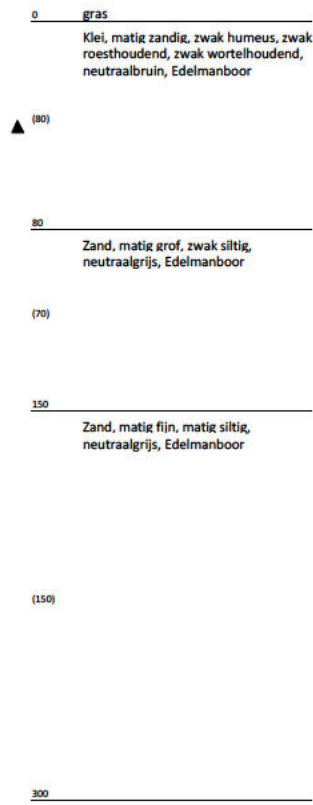 0 gras
Klei, matig zandig, zwak humeus, zwak
roesthoudend, zwak wortelhoudend,
neutraalbruin, Edelmanboor
(80)
80
Zand, matig grof, zwak siltig,
neutraalgrijs, Edelmanboor
(70)
150
Zand, matig fijn, matig siltig,
neutraalgrijs, Edelmanboor
(150)
300